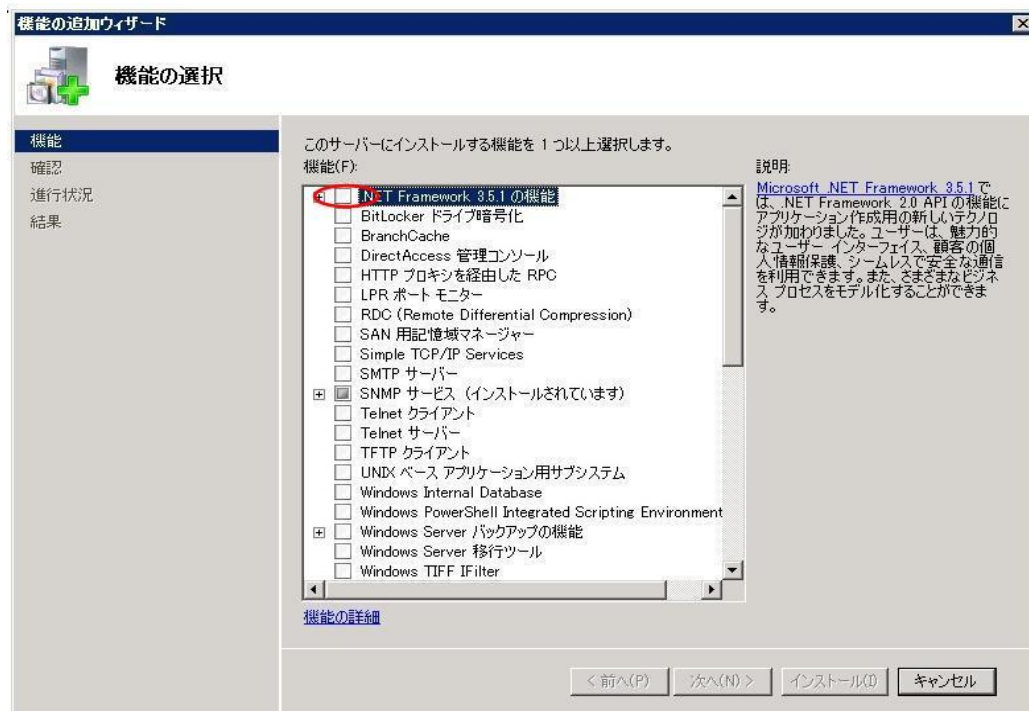 機能の追加ウィザード
機能の選択
機能
確認
進行状況
結果
このサーバーにインストールする機能を 1 つ以上選択します。
機能(F):
.NET Framework 3.5.1 の機能
BitLocker ドライブ暗号化
BranchCache
DirectAccess 管理コンソール
HTTP プロキシを経由した RPC
LPR ポート モニター
RDC (Remote Differential Compression)
SAN 用記憶域マネージャー
Simple TCP/IP Services
SMTP サーバー
SNMP サービス (インストールされています)
Telnet クライアント
Telnet サーバー
TFTP クライアント
UNIX ベース アプリケーション用サブシステム
Windows Internal Database
Windows PowerShell Integrated Scripting Environment
Windows Server バックアップの機能
Windows Server 移行ツール
Windows TIFF IFilter
機能の詳細
説明:
Microsoft .NET Framework 3.5.1 で
は、.NET Framework 2.0 API の機能に
アプリケーション作成用の新しいテクノロ
ジが加わりました。ユーザーは、魅力的
なユーザー インターフェイス、顧客の個
人情報保護、シームレスで安全な通信
を利用できます。また、さまざまなビジネ
ス プロセスをモデル化することができま
す。
< 前へ(P)
次へ(N) >
インストール(I)
キャンセル